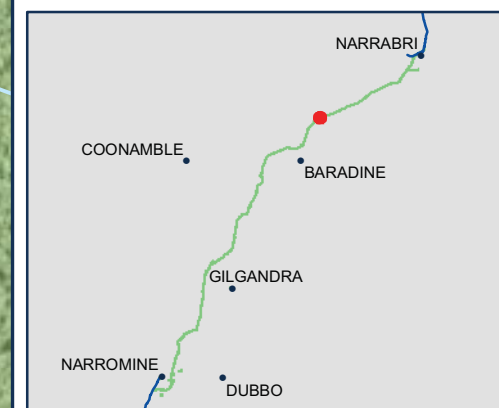 NARRABRI
COONAMBLE
BARADINE
GILGANDRA
NARROMINE
DUBBO